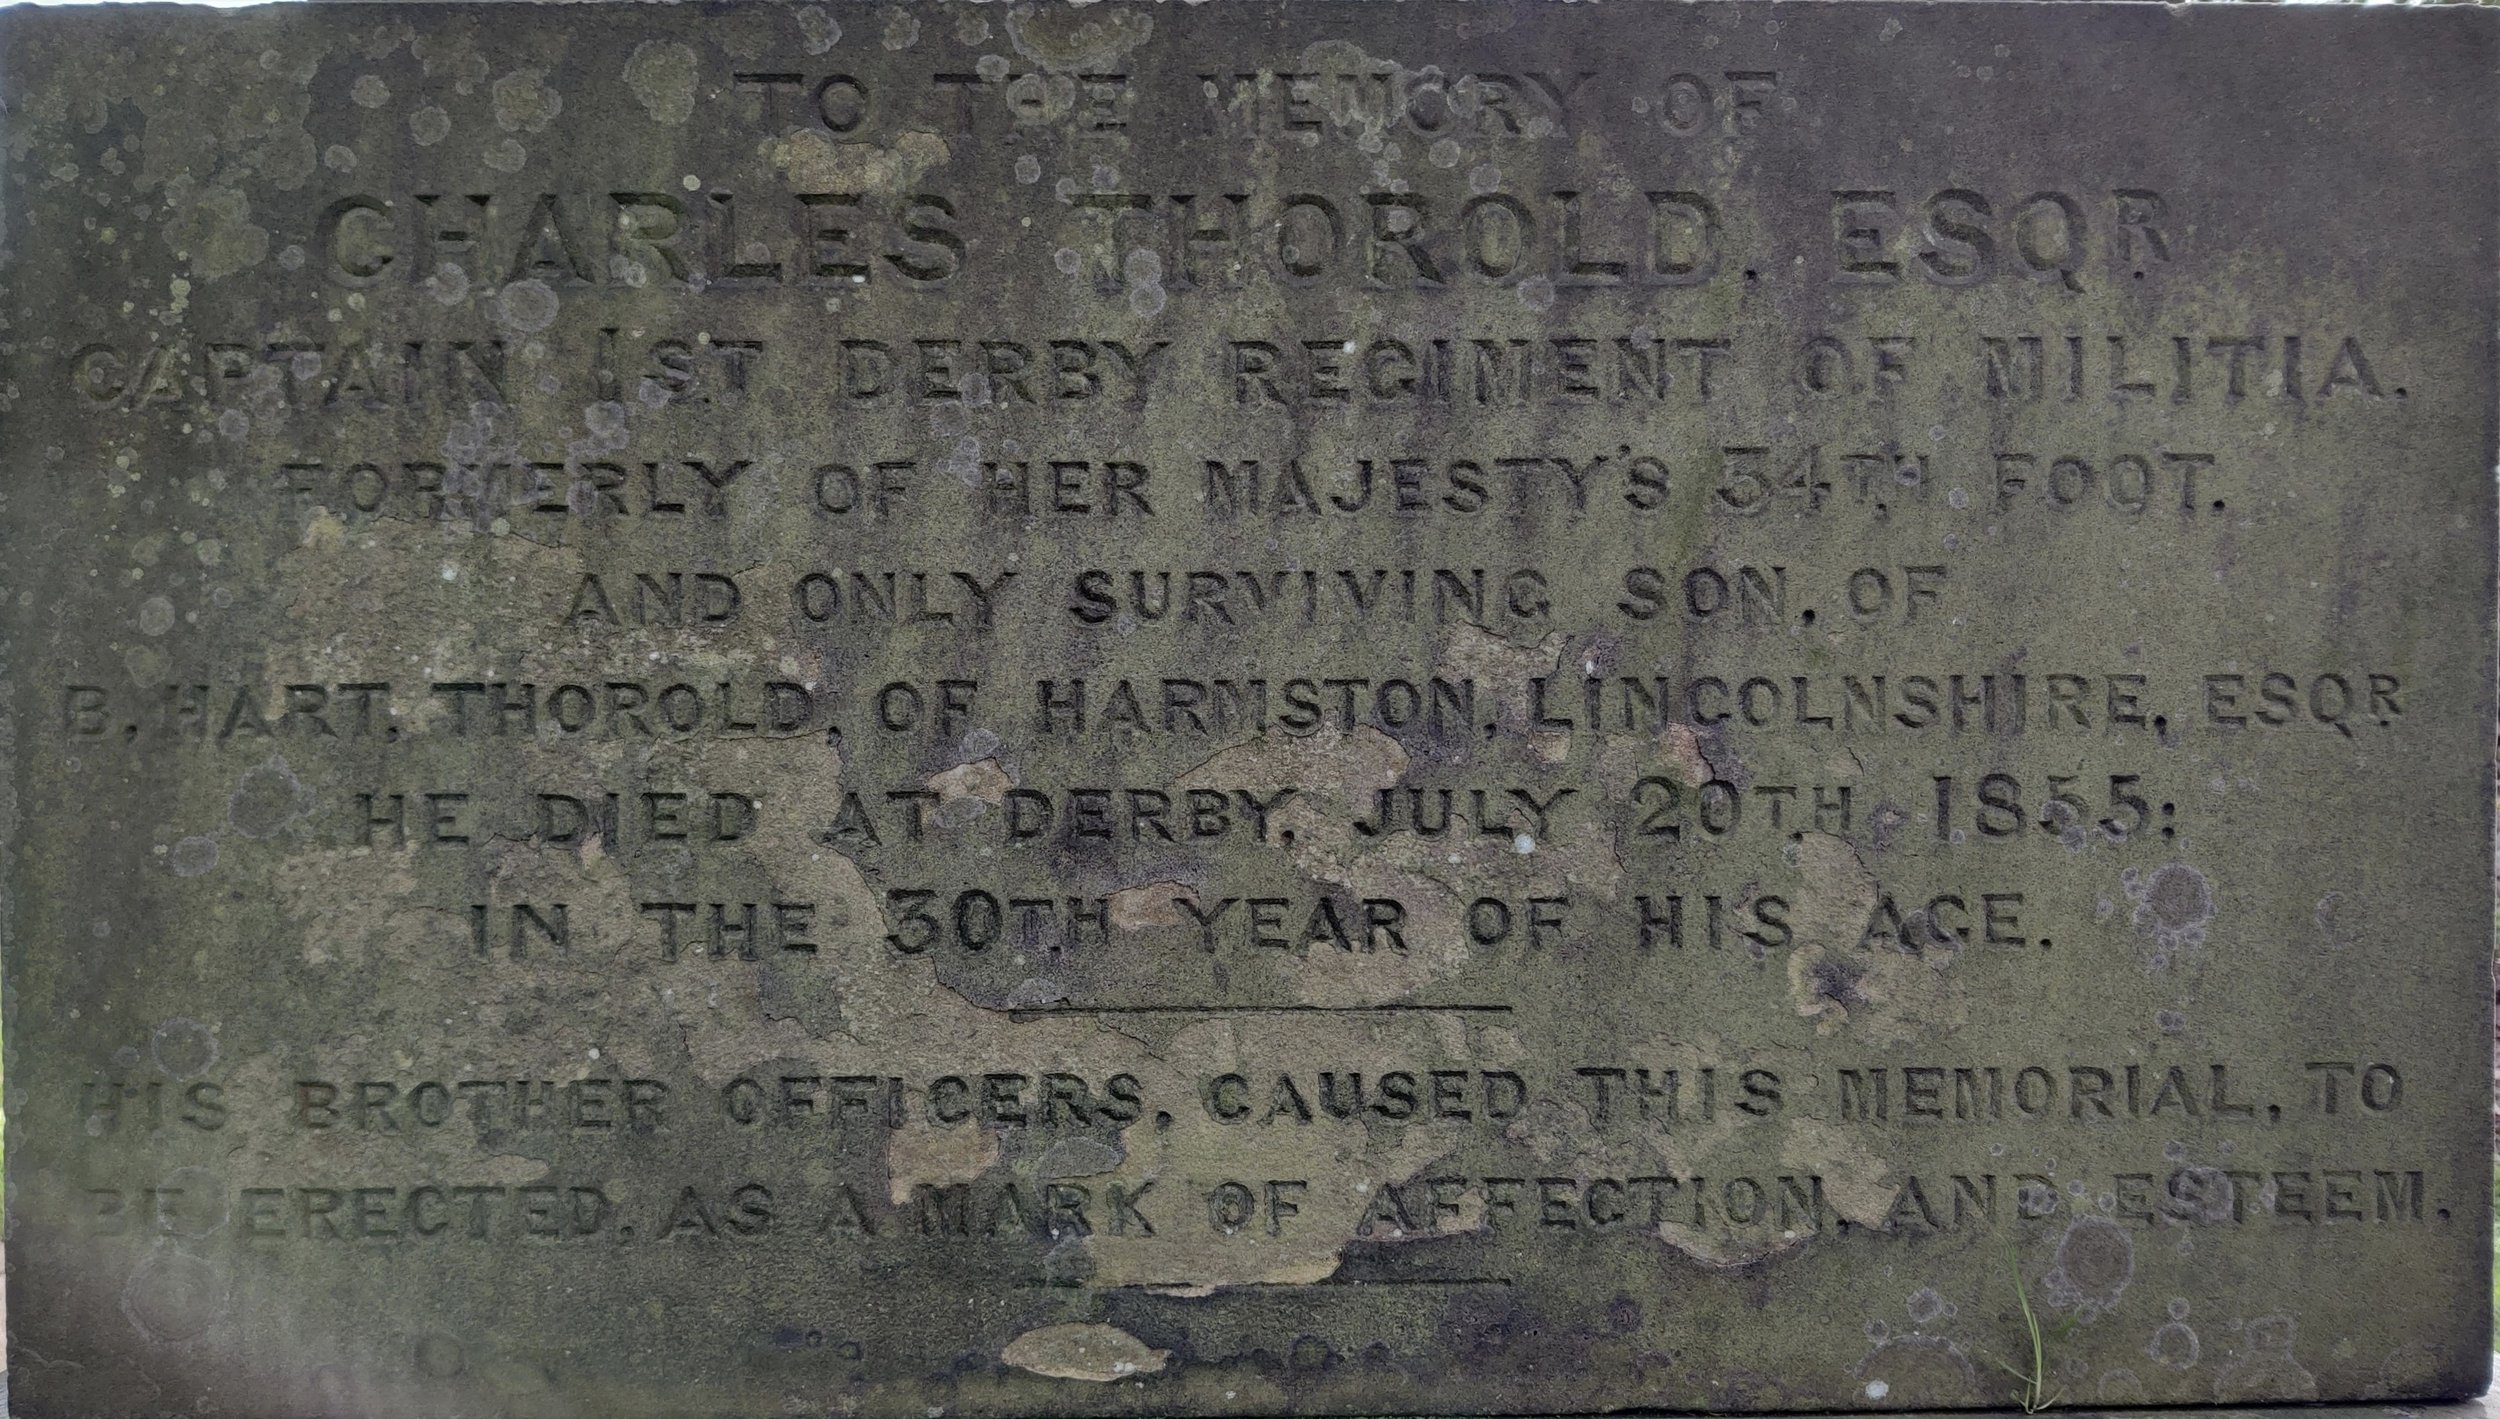 TO THE MEMORY OF
CHARLES THOROLD, ESQR.
CAPTAIN 1ST DERBY REGIMENT OF MILITIA.
FORMERLY OF HER MAJESTY'S 34TH FOOT.
AND ONLY SURVIVING SON, OF
B, HART, THOROLD, OF HARMSTON, LINCOLNSHIRE, ESQR.
HE DIED AT DERBY, JULY 20TH, 1855:
IN THE 30TH YEAR OF HIS AGE.
HIS BROTHER OFFICERS, CAUSED THIS MEMORIAL, TO
BE ERECTED, AS A MARK OF AFFECTION, AND ESTEEM.